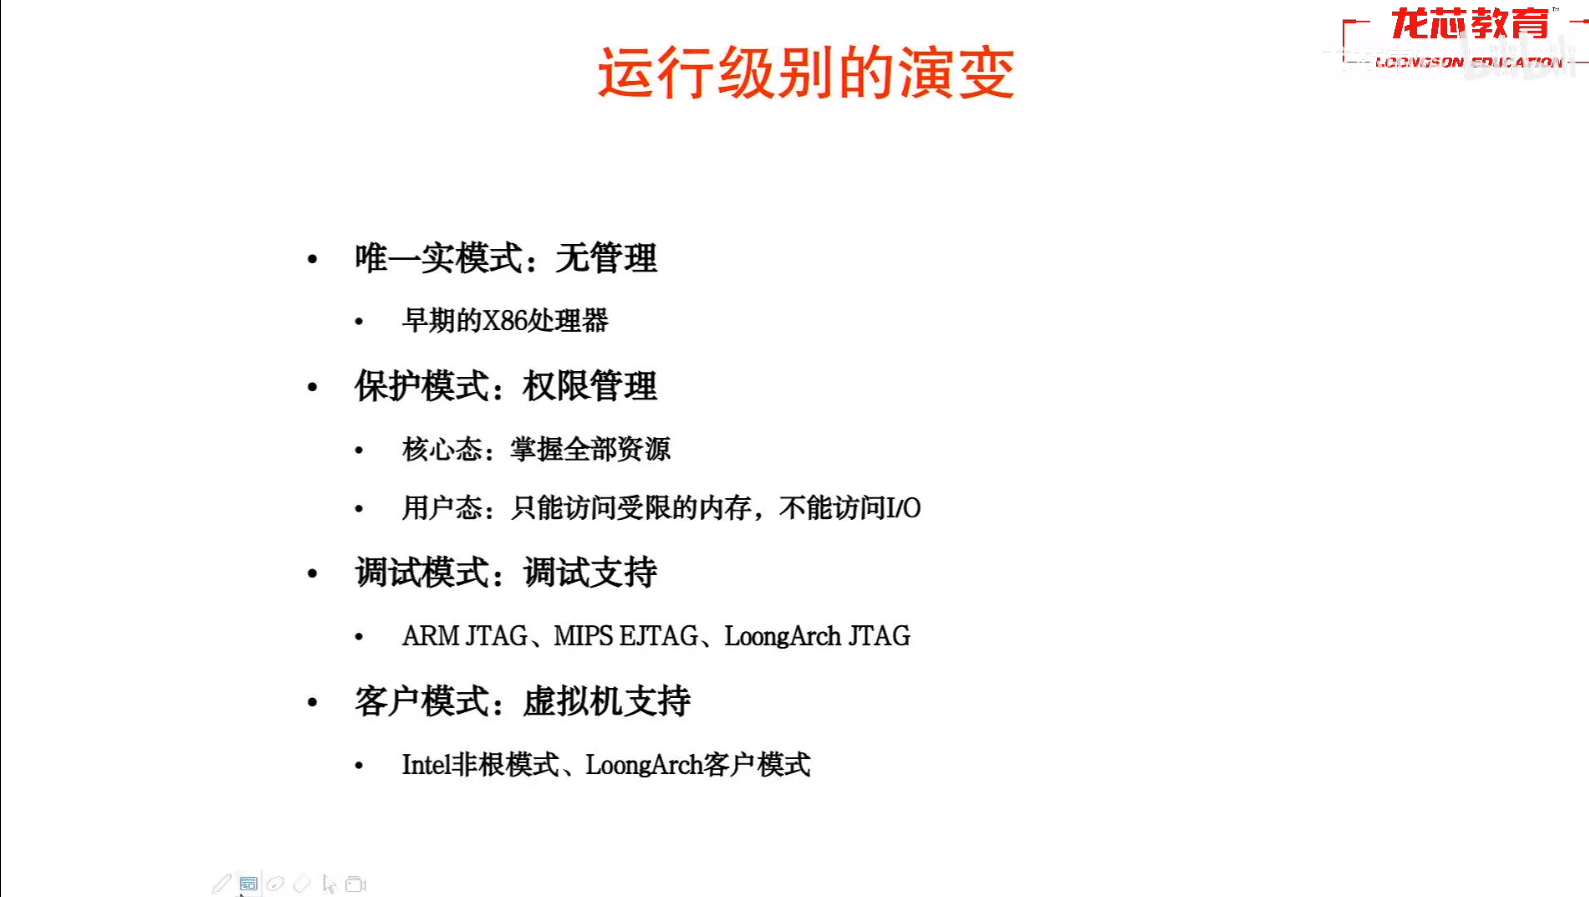 龙芯教育
LOONGSON EDUCATION
运行级别的演变
• 唯一实模式：无管理
• 早期的X86处理器
• 保护模式：权限管理
• 核心态：掌握全部资源
• 用户态：只能访问受限的内存，不能访问I/O
• 调试模式：调试支持
• ARM JTAG、MIPS EJTAG、LoongArch JTAG
• 客户模式：虚拟机支持
• Intel非根模式、LoongArch客户模式